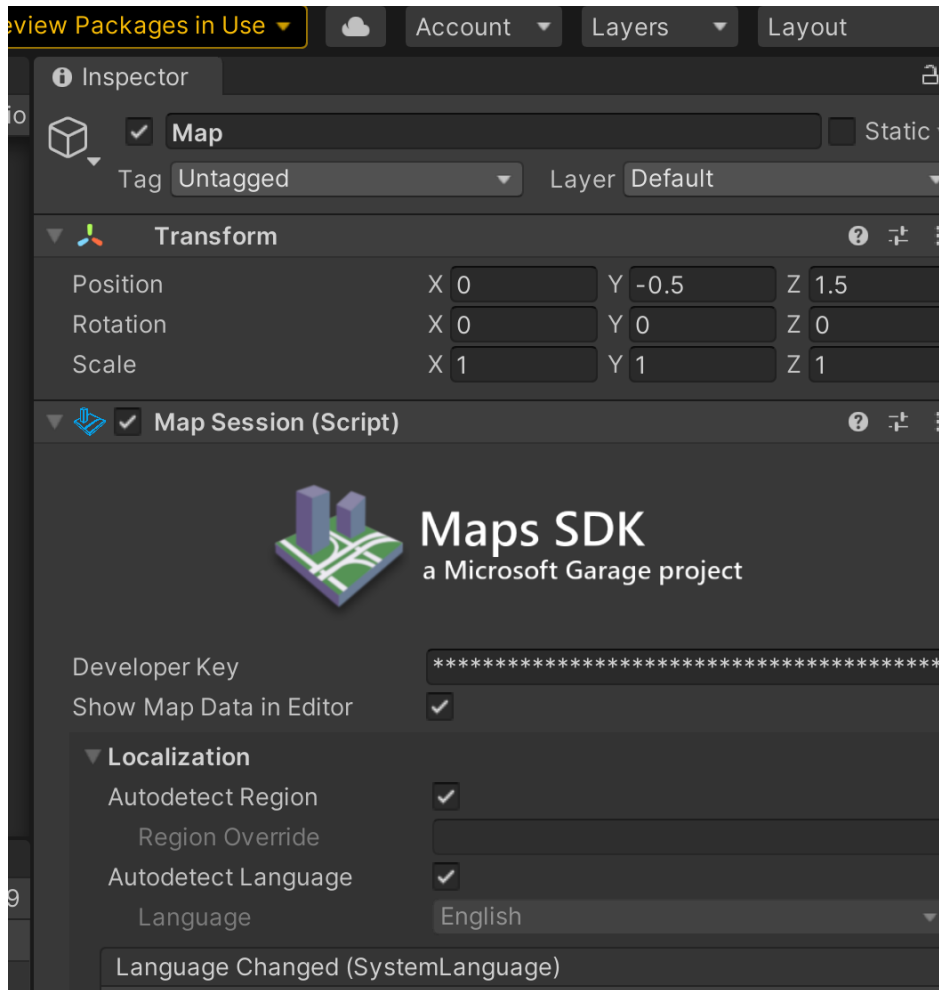 eview Packages in Use Account Layers Layout
Inspector
io
Map Static
Tag Untagged Layer Default
Transform
Position X 0 Y -0.5 Z 1.5
Rotation X 0 Y 0 Z 0
Scale X 1 Y 1 Z 1
Map Session (Script)
Maps SDK
a Microsoft Garage project
Developer Key *****************************************
Show Map Data in Editor
Localization
Autodetect Region
Region Override
Autodetect Language
9
Language English
Language Changed (SystemLanguage)